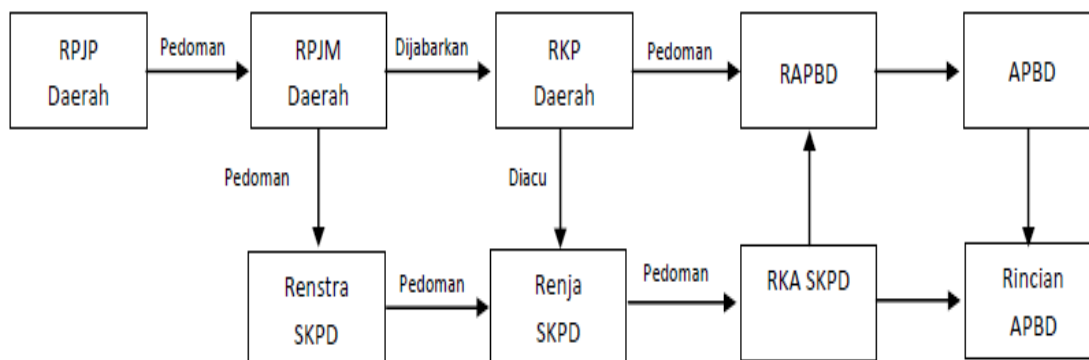 RPJP
Daerah
Pedoman
RPJM
Daerah
Dijabarkan
RKP
Daerah
Pedoman
RAPBD
APBD
Pedoman
Diacu
Renstra
SKPD
Pedoman
Renja
SKPD
Pedoman
RKA SKPD
Rincian
APBD